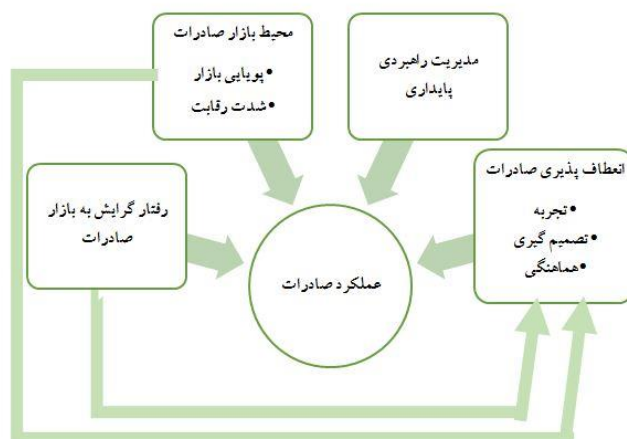 محیط بازار صادرات
•پویایی بازار
•شدت رقابت
مدیریت راهبردی
پایداری
انعطاف پذیری صادرات
•تجربه
•تصمیم گیری
•هماهنگی
رفتار گرایش به بازار
صادرات
عملکرد صادرات